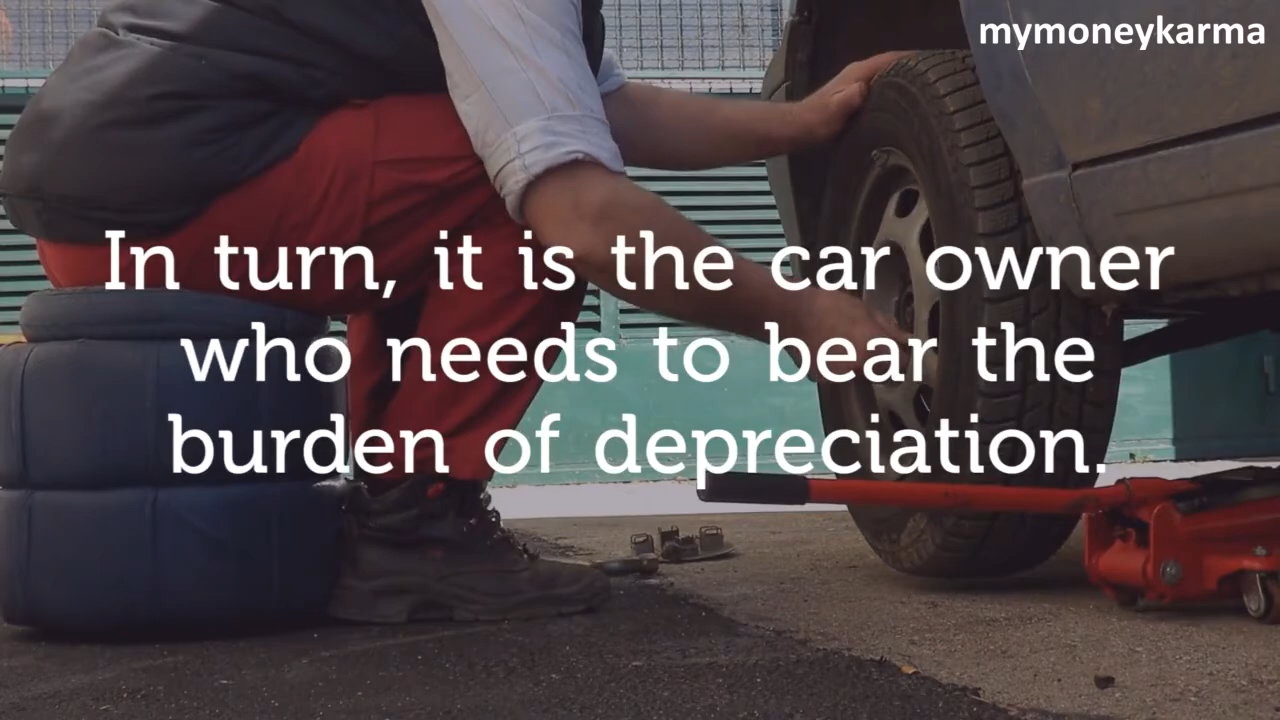 mymoneykarma
In turn, it is the car owner
who needs to bear the
burden of depreciation.